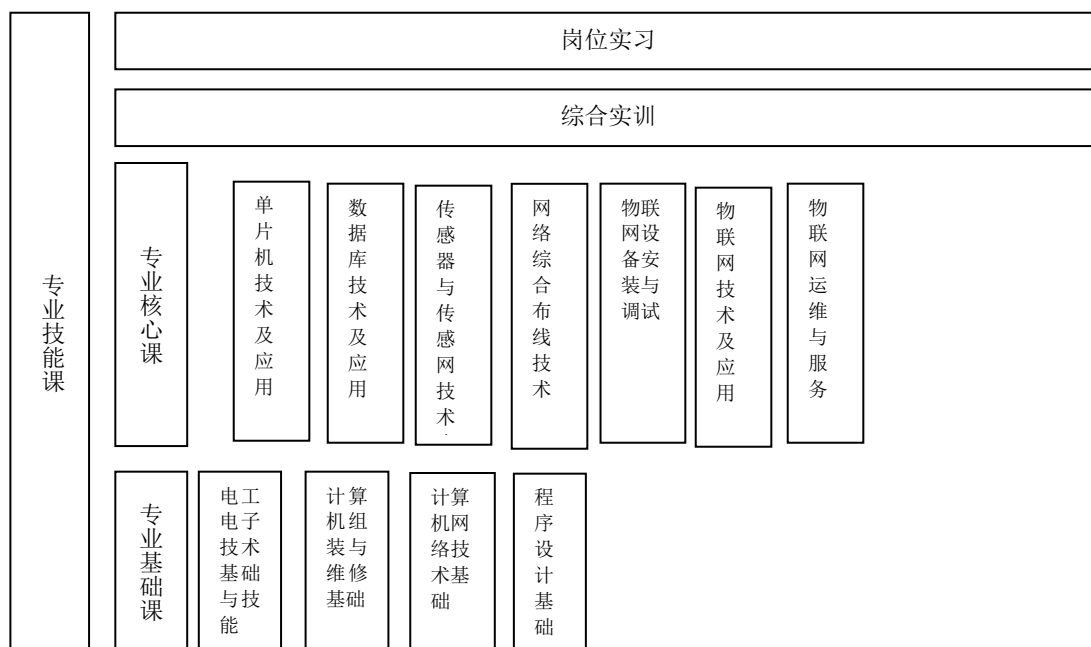 岗位实习
综合实训
专业技能课
专业核心课
单片机技术及应用
数据库技术及应用
传感器与传感网技术
网络综合布线技术
物联网设备安装与调试
物联网技术及应用
物联网运维与服务
专业基础课
电工电子技术基础与技能
计算机组装与维修基础
计算机网络技术基础
程序设计基础